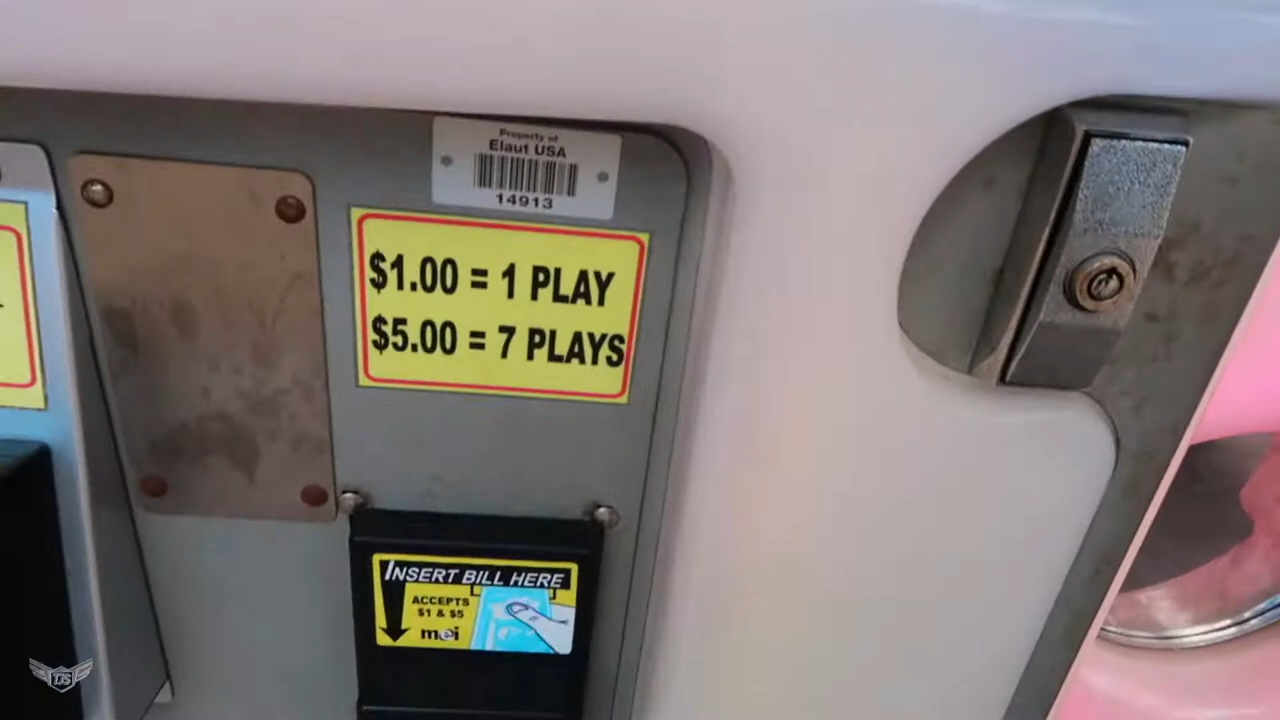 Property of
Elaut USA
14913
$1.00 = 1 PLAY
$5.00 = 7 PLAYS
INSERT BILL HERE
ACCEPTS
$1 & $5
mei
TJS